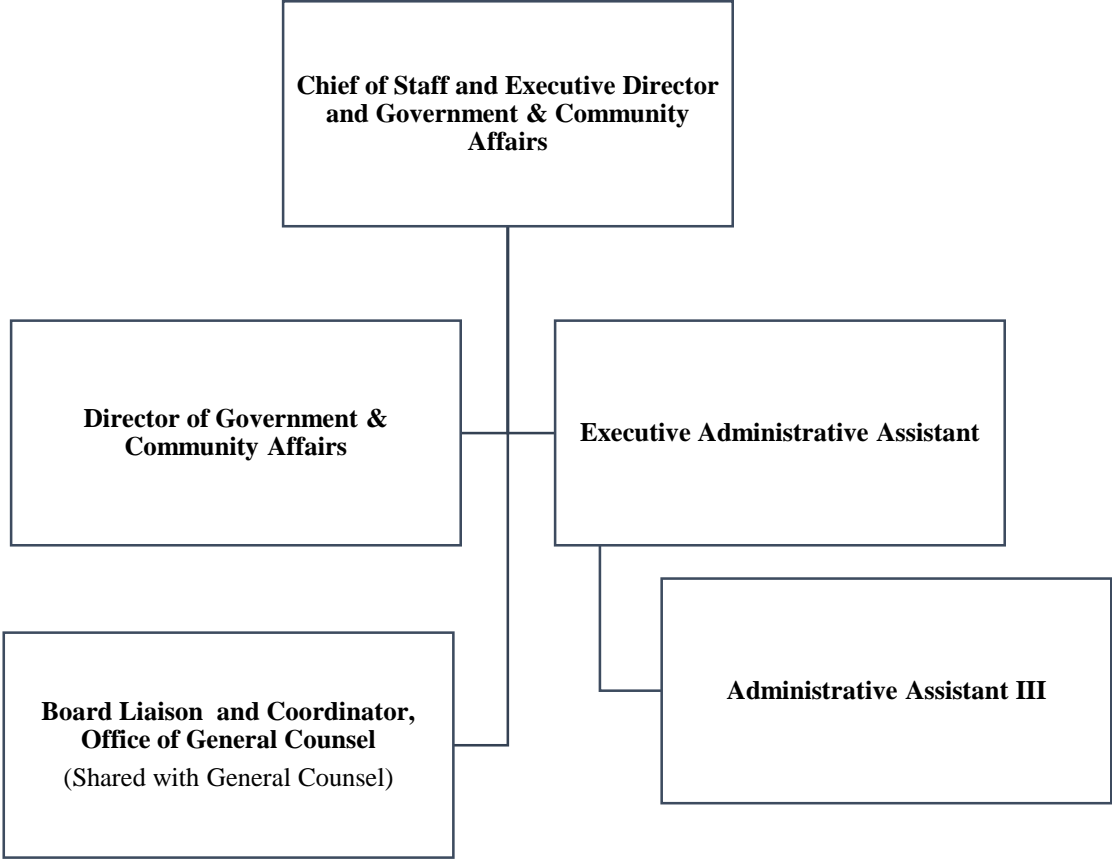 Chief of Staff and Executive Director
and Government & Community
Affairs
Director of Government &
Community Affairs
Executive Administrative Assistant
Board Liaison and Coordinator,
Office of General Counsel
(Shared with General Counsel)
Administrative Assistant III